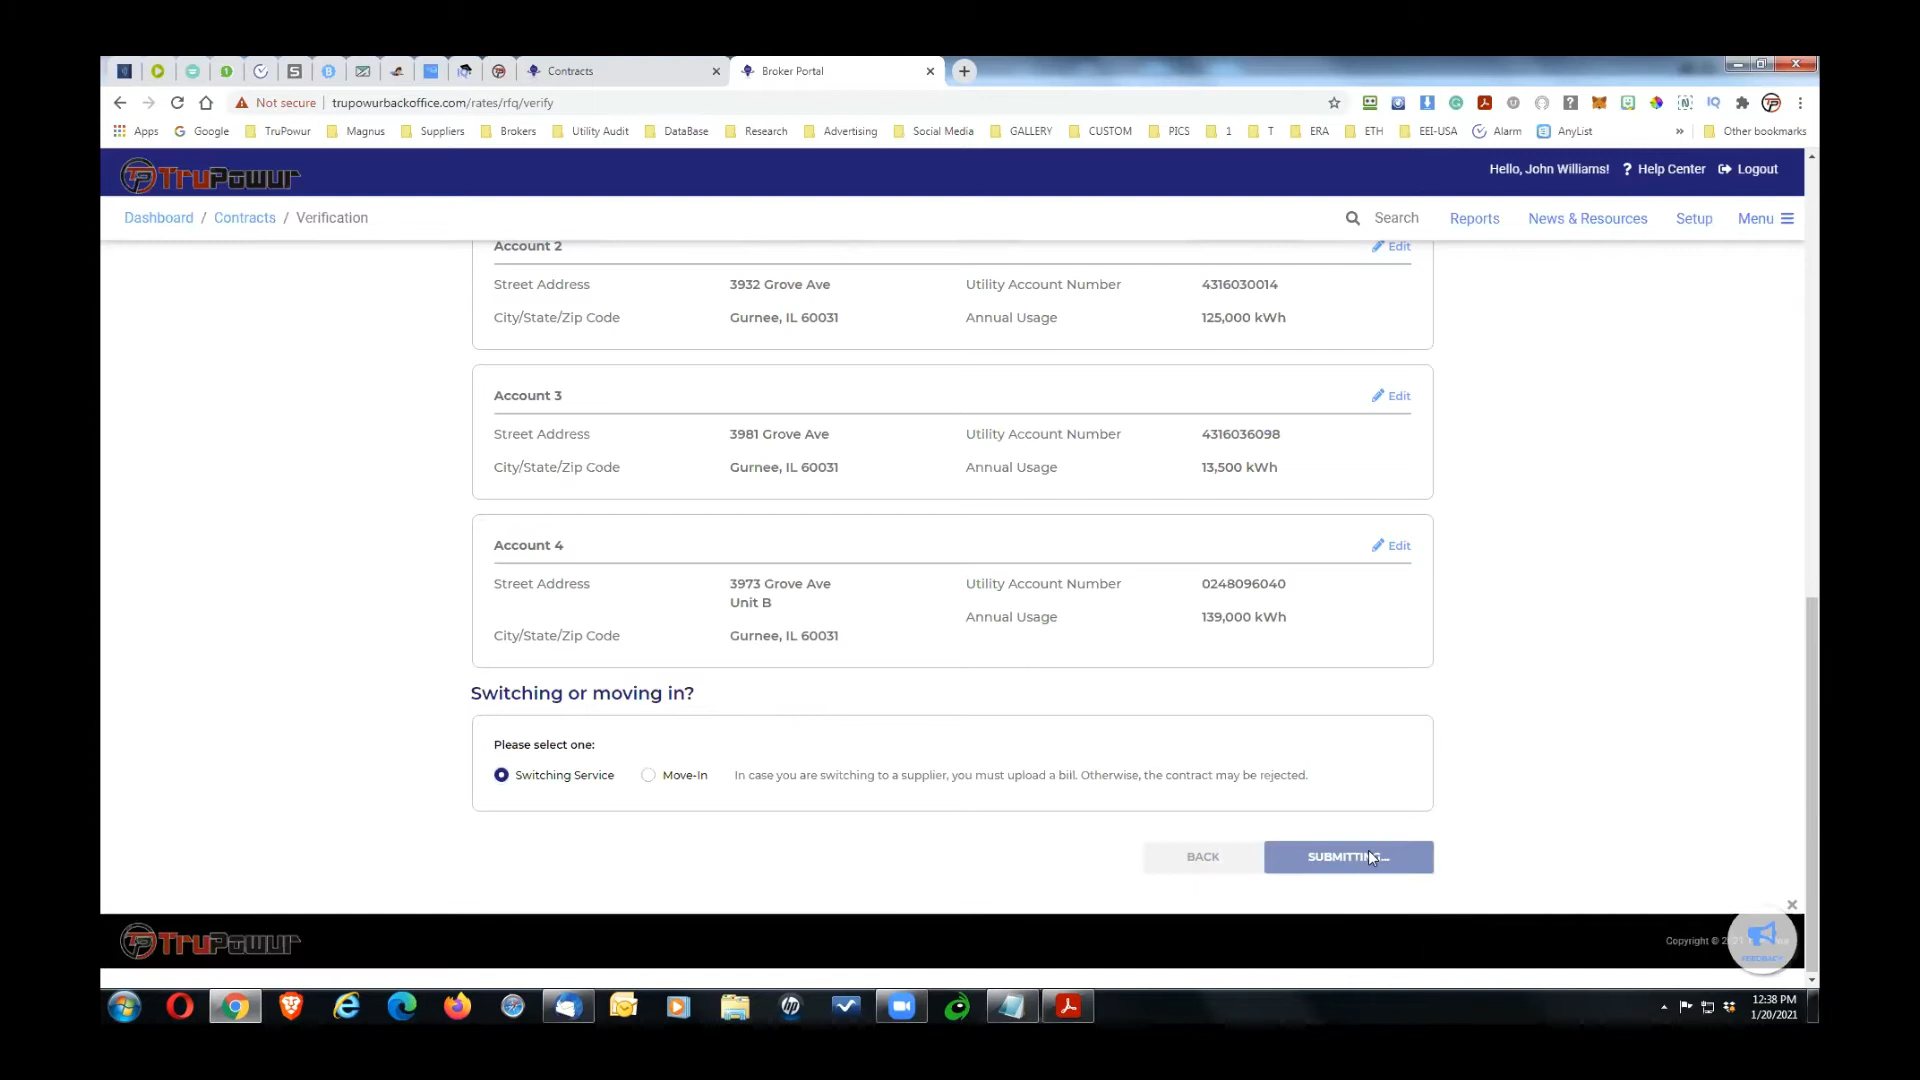 Contracts
Broker Portal
Not secure
trupowurbackoffice.com/rates/rfq/verify
Apps Google TruPowur Magnus Suppliers Brokers Utility Audit DataBase Research Advertising Social Media GALLERY CUSTOM PICS 1 T ERA ETH EEI-USA Alarm AnyList » Other bookmarks
TruPowur
Hello, John Williams! ? Help Center Logout
Dashboard / Contracts / Verification
Search Reports News & Resources Setup Menu
Account 2 Edit
Street Address 3932 Grove Ave Utility Account Number 4316030014
City/State/Zip Code Gurnee, IL 60031 Annual Usage 125,000 kWh
Account 3 Edit
Street Address 3981 Grove Ave Utility Account Number 4316036098
City/State/Zip Code Gurnee, IL 60031 Annual Usage 13,500 kWh
Account 4 Edit
Street Address 3973 Grove Ave Utility Account Number 0248096040
Unit B
Annual Usage 139,000 kWh
City/State/Zip Code Gurnee, IL 60031
Switching or moving in?
Please select one:
Switching Service Move-In In case you are switching to a supplier, you must upload a bill. Otherwise, the contract may be rejected.
BACK SUBMITTING...
TruPowur
Copyright ©
FEEDBACK
12:38 PM
1/20/2021